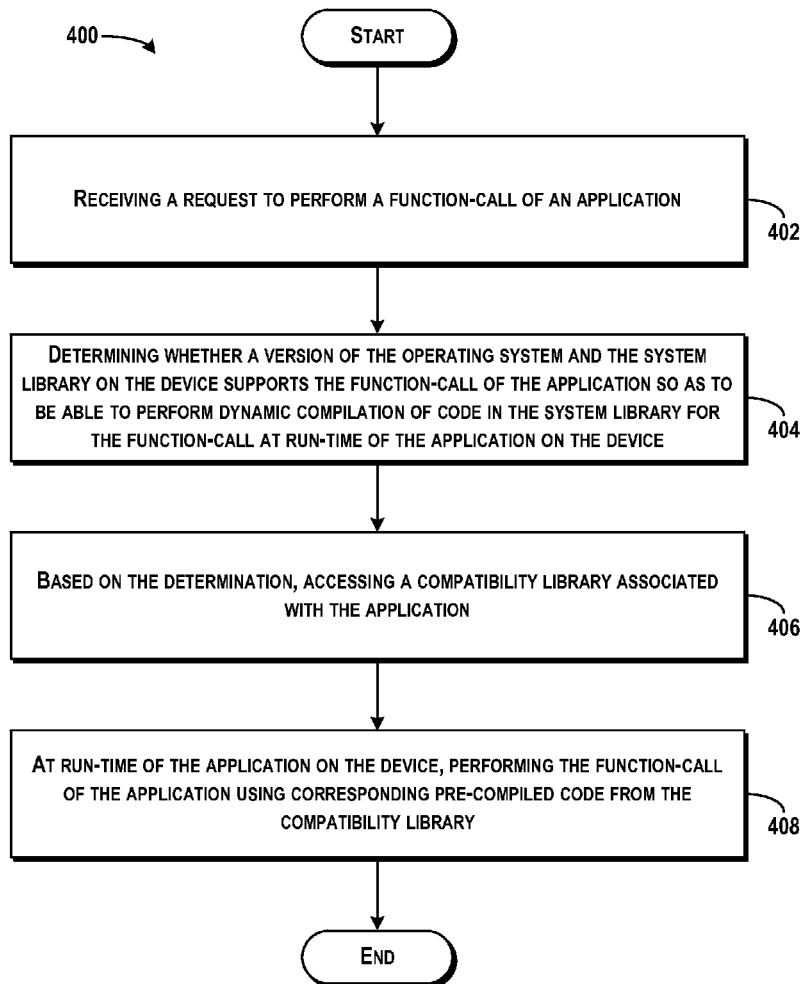 400
START
RECEIVING A REQUEST TO PERFORM A FUNCTION-CALL OF AN APPLICATION
402
DETERMINING WHETHER A VERSION OF THE OPERATING SYSTEM AND THE SYSTEM
LIBRARY ON THE DEVICE SUPPORTS THE FUNCTION-CALL OF THE APPLICATION SO AS TO
BE ABLE TO PERFORM DYNAMIC COMPILATION OF CODE IN THE SYSTEM LIBRARY FOR
THE FUNCTION-CALL AT RUN-TIME OF THE APPLICATION ON THE DEVICE
404
BASED ON THE DETERMINATION, ACCESSING A COMPATIBILITY LIBRARY ASSOCIATED
WITH THE APPLICATION
406
AT RUN-TIME OF THE APPLICATION ON THE DEVICE, PERFORMING THE FUNCTION-CALL
OF THE APPLICATION USING CORRESPONDING PRE-COMPILED CODE FROM THE
COMPATIBILITY LIBRARY
408
END